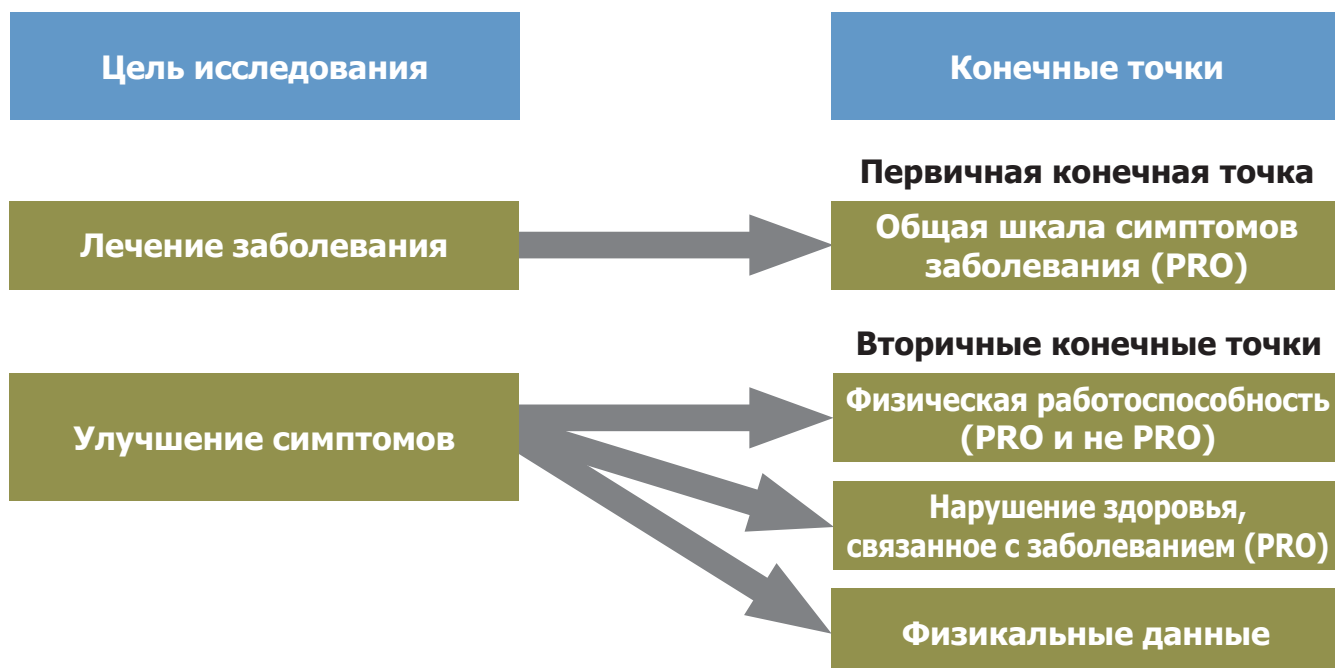 Цель исследования
Конечные точки
Первичная конечная точка
Лечение заболевания
Общая шкала симптомов
заболевания (PRO)
Вторичные конечные точки
Улучшение симптомов
Физическая работоспособность
(PRO и не PRO)
Нарушение здоровья,
связанное с заболеванием (PRO)
Физикальные данные